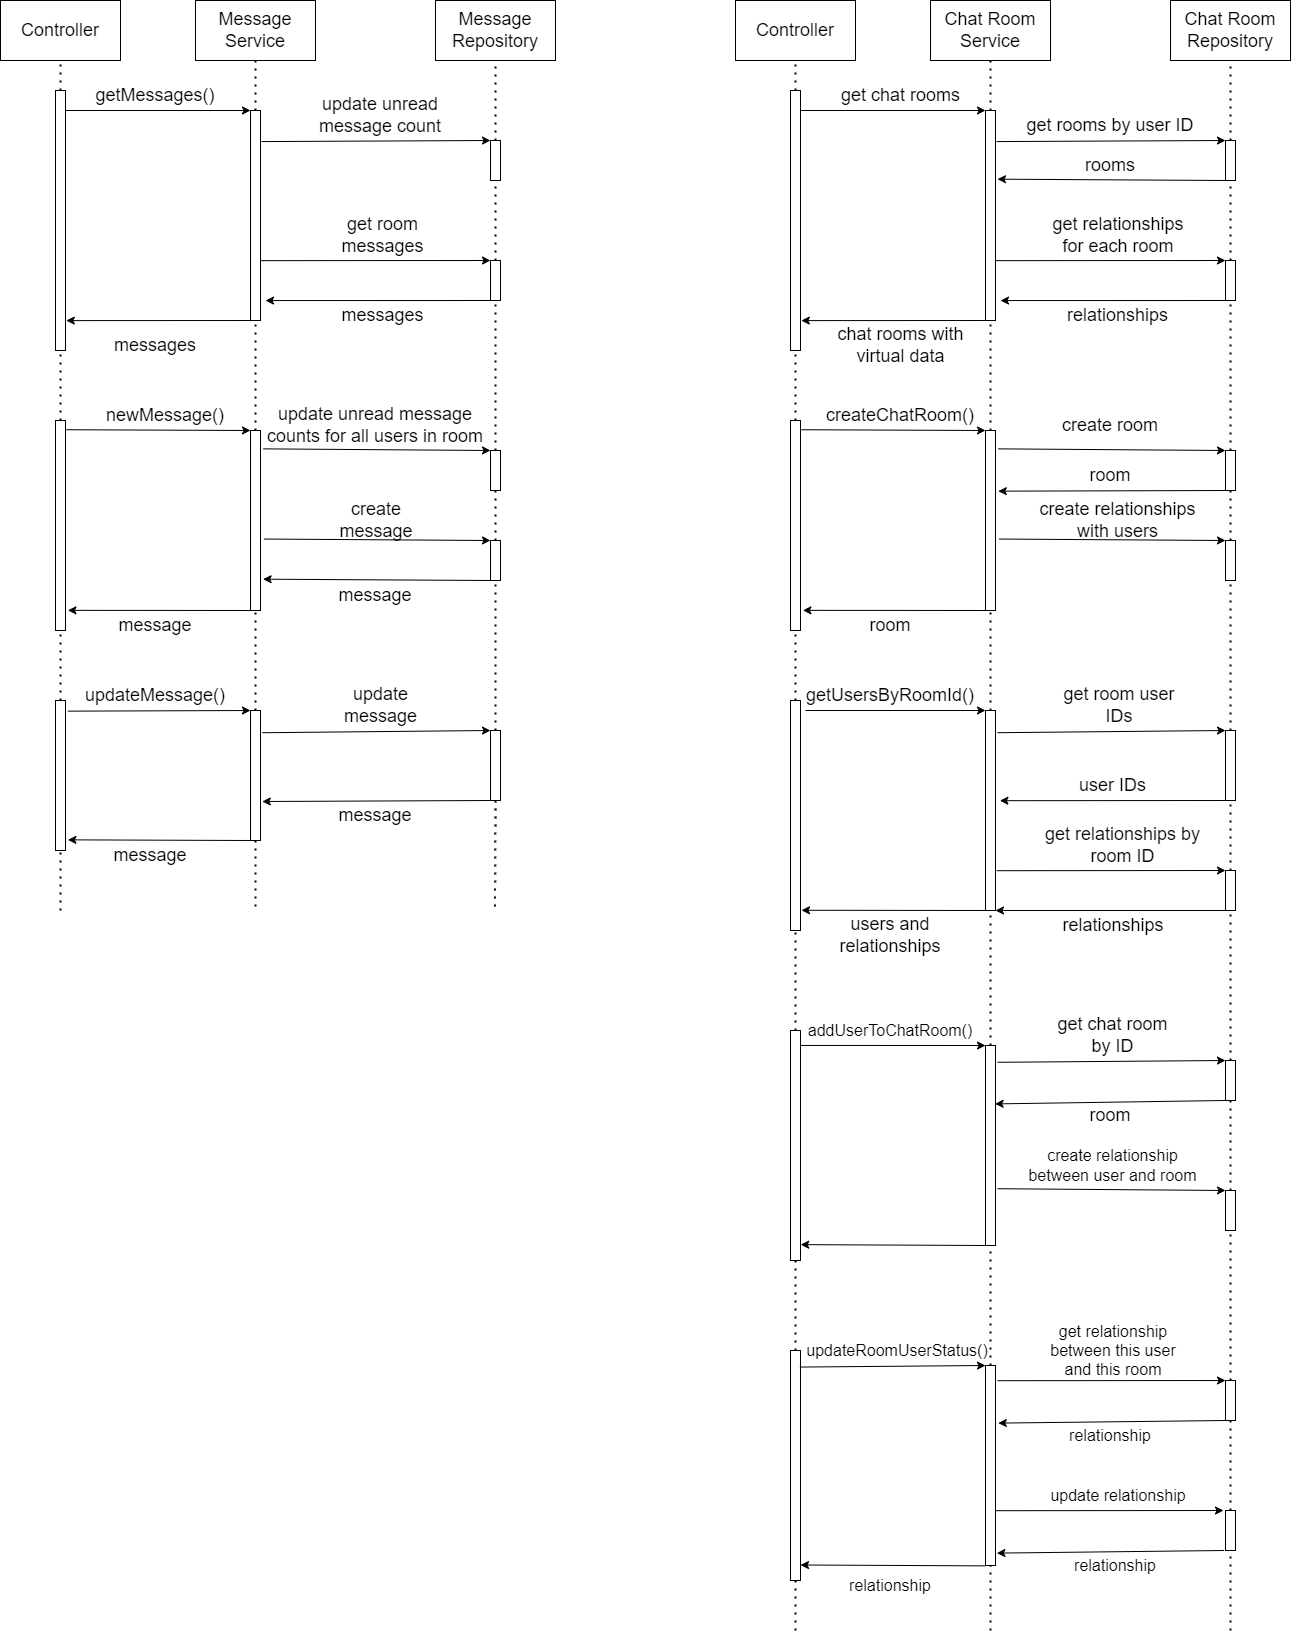 Controller
Message
Service
Message
Repository
getMessages()
update unread
message count
get room
messages
messages
messages
newMessage()
update unread message
counts for all users in room
create
message
message
message
updateMessage()
update
message
message
message
Controller
Chat Room
Service
Chat Room
Repository
get chat rooms
get rooms by user ID
rooms
get relationships
for each room
relationships
chat rooms with
virtual data
createChatRoom()
create room
room
create relationships
with users
room
getUsersByRoomId()
get room user
IDs
user IDs
get relationships by
room ID
users and
relationships
relationships
addUserToChatRoom()
get chat room
by ID
room
create relationship
between user and room
updateRoomUserStatus()
get relationship
between this user
and this room
relationship
update relationship
relationship
relationship